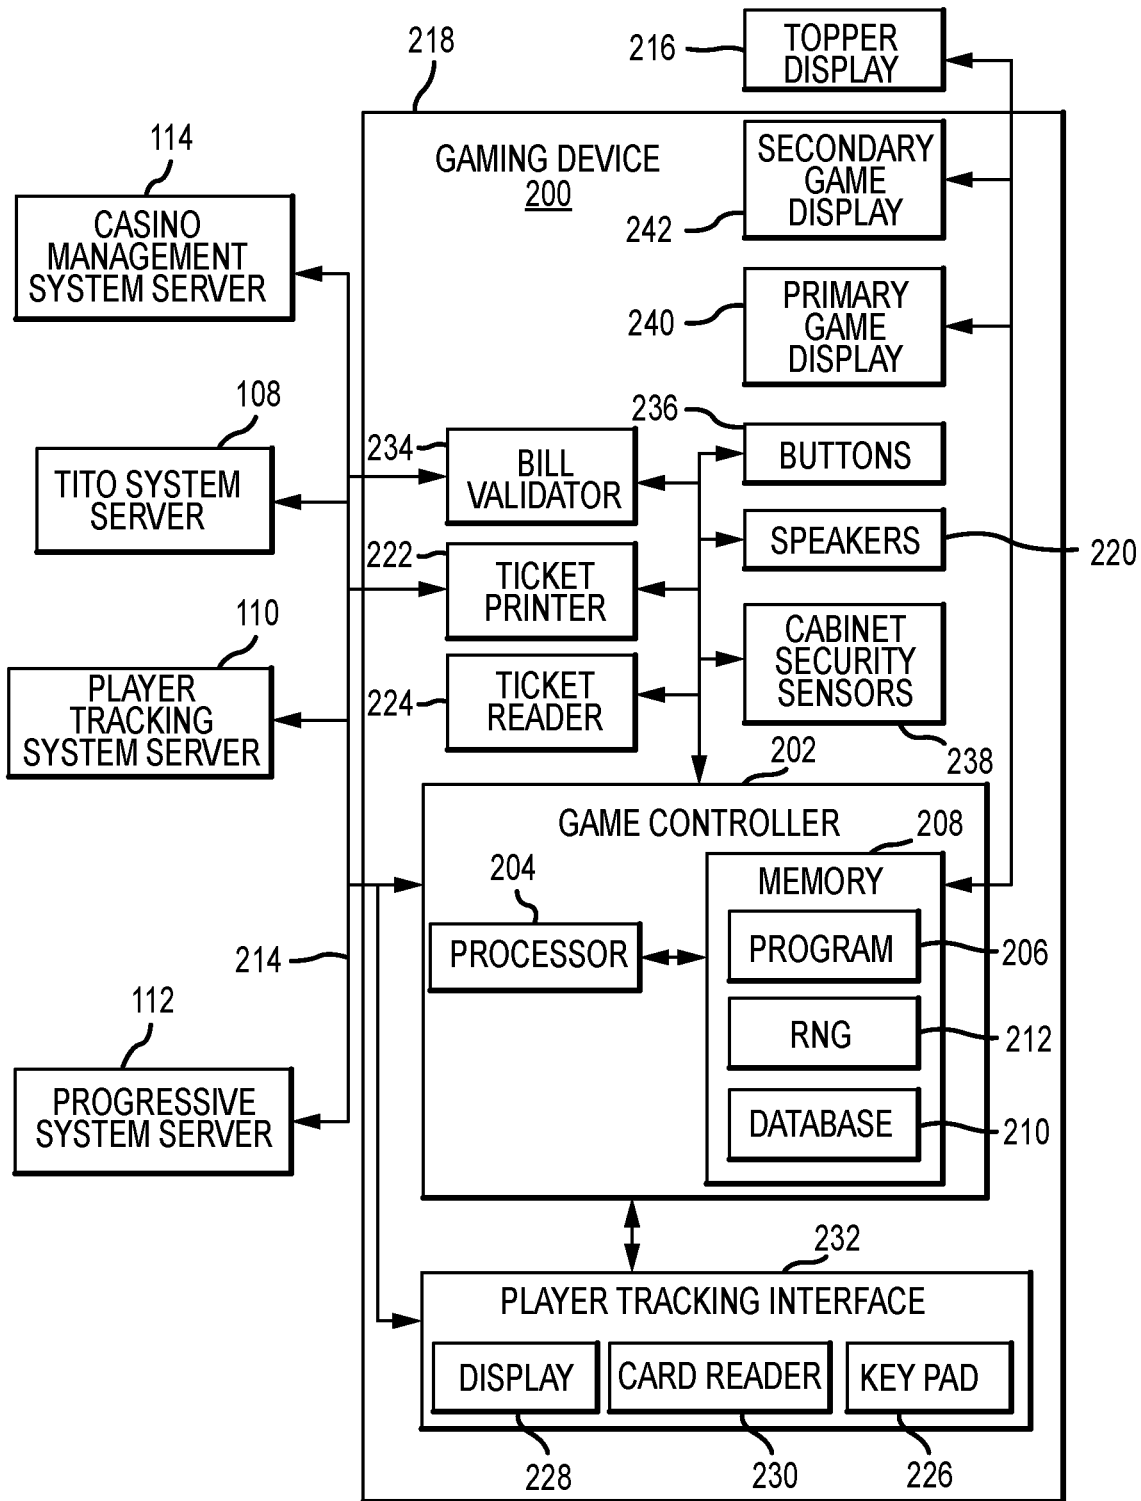 218
216
TOPPER
DISPLAY
114
GAMING DEVICE
200
SECONDARY
GAME
DISPLAY
242
CASINO
MANAGEMENT
SYSTEM SERVER
240
PRIMARY
GAME
DISPLAY
108
236
234
BILL
VALIDATOR
BUTTONS
TITO SYSTEM
SERVER
222
SPEAKERS
220
TICKET
PRINTER
110
CABINET
SECURITY
SENSORS
224
TICKET
READER
PLAYER
TRACKING
SYSTEM SERVER
202
238
GAME CONTROLLER
208
204
MEMORY
PROCESSOR
PROGRAM
206
214
112
RNG
212
PROGRESSIVE
SYSTEM SERVER
DATABASE
210
232
PLAYER TRACKING INTERFACE
DISPLAY
CARD READER
KEY PAD
228
230
226